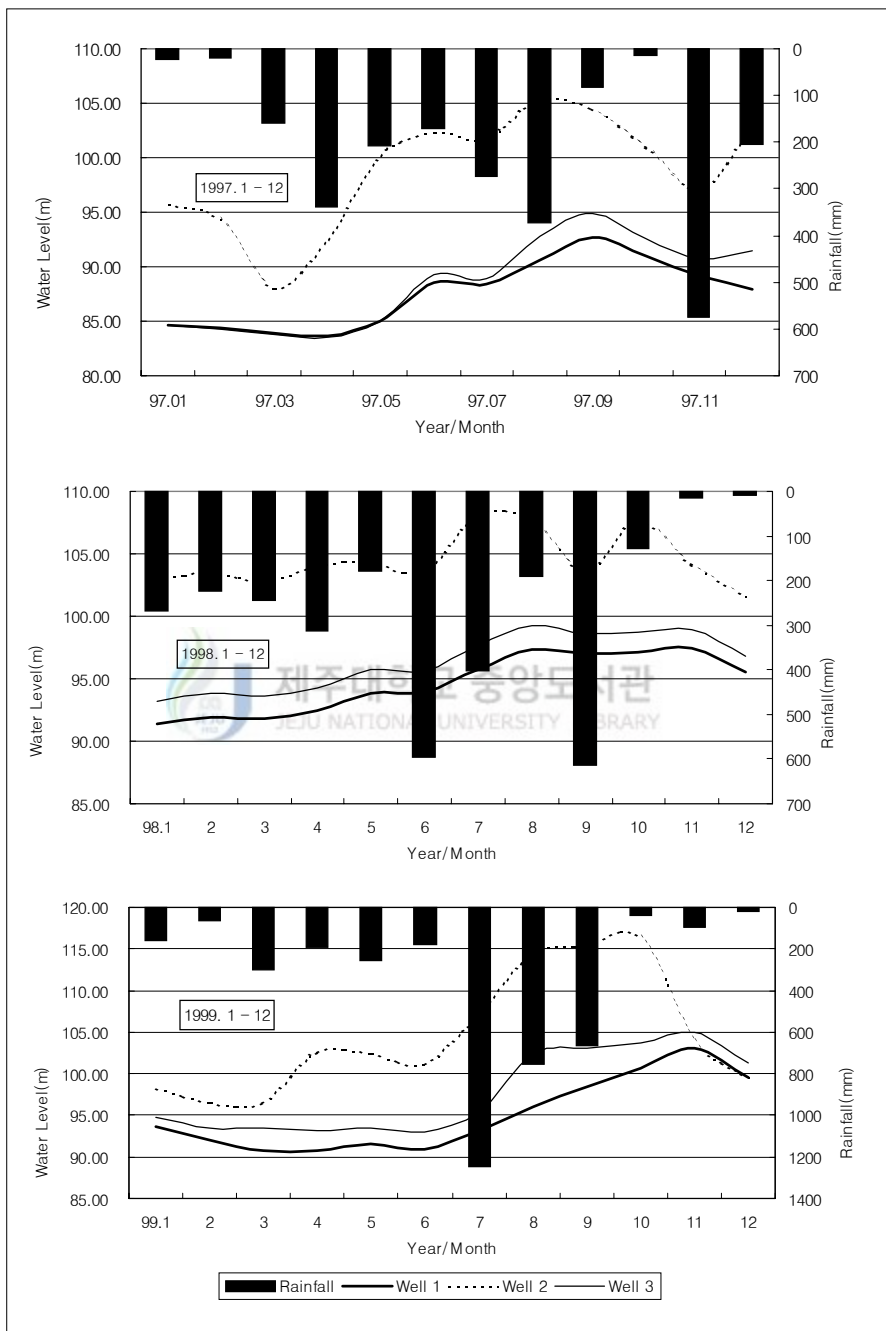 110.00
105.00
100.00
95.00
90.00
85.00
80.00
Water Level(m)
1997. 1 - 12
0
100
200
300
400
500
600
700
Rainfall(mm)
97.01 97.03 97.05 97.07 97.09 97.11
Year/Month
110.00
105.00
100.00
95.00
90.00
85.00
Water Level(m)
1998. 1 - 12
제주대학교 중앙도서관
JEJU NATIONAL UNIVERSITY LIBRARY
0
100
200
300
400
500
600
700
Rainfall(mm)
98.1 2 3 4 5 6 7 8 9 10 11 12
Year/Month
120.00
115.00
110.00
105.00
100.00
95.00
90.00
85.00
Water Level(m)
1999. 1 - 12
0
200
400
600
800
1000
1200
1400
Rainfall(mm)
99.1 2 3 4 5 6 7 8 9 10 11 12
Year/Month
Rainfall Well 1 Well 2 Well 3